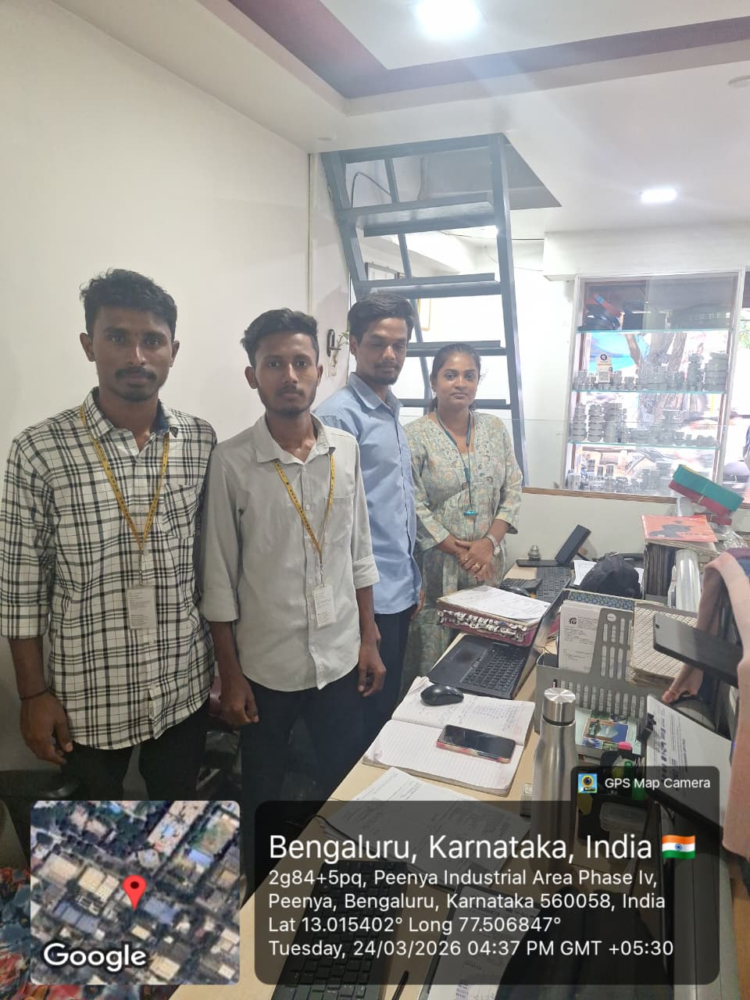 GPS Map Camera
Bengaluru, Karnataka, India
2g84+5pq, Peenya Industrial Area Phase Iv,
Peenya, Bengaluru, Karnataka 560058, India
Lat 13.015402° Long 77.506847°
Tuesday, 24/03/2026 04:37 PM GMT +05:30
Google